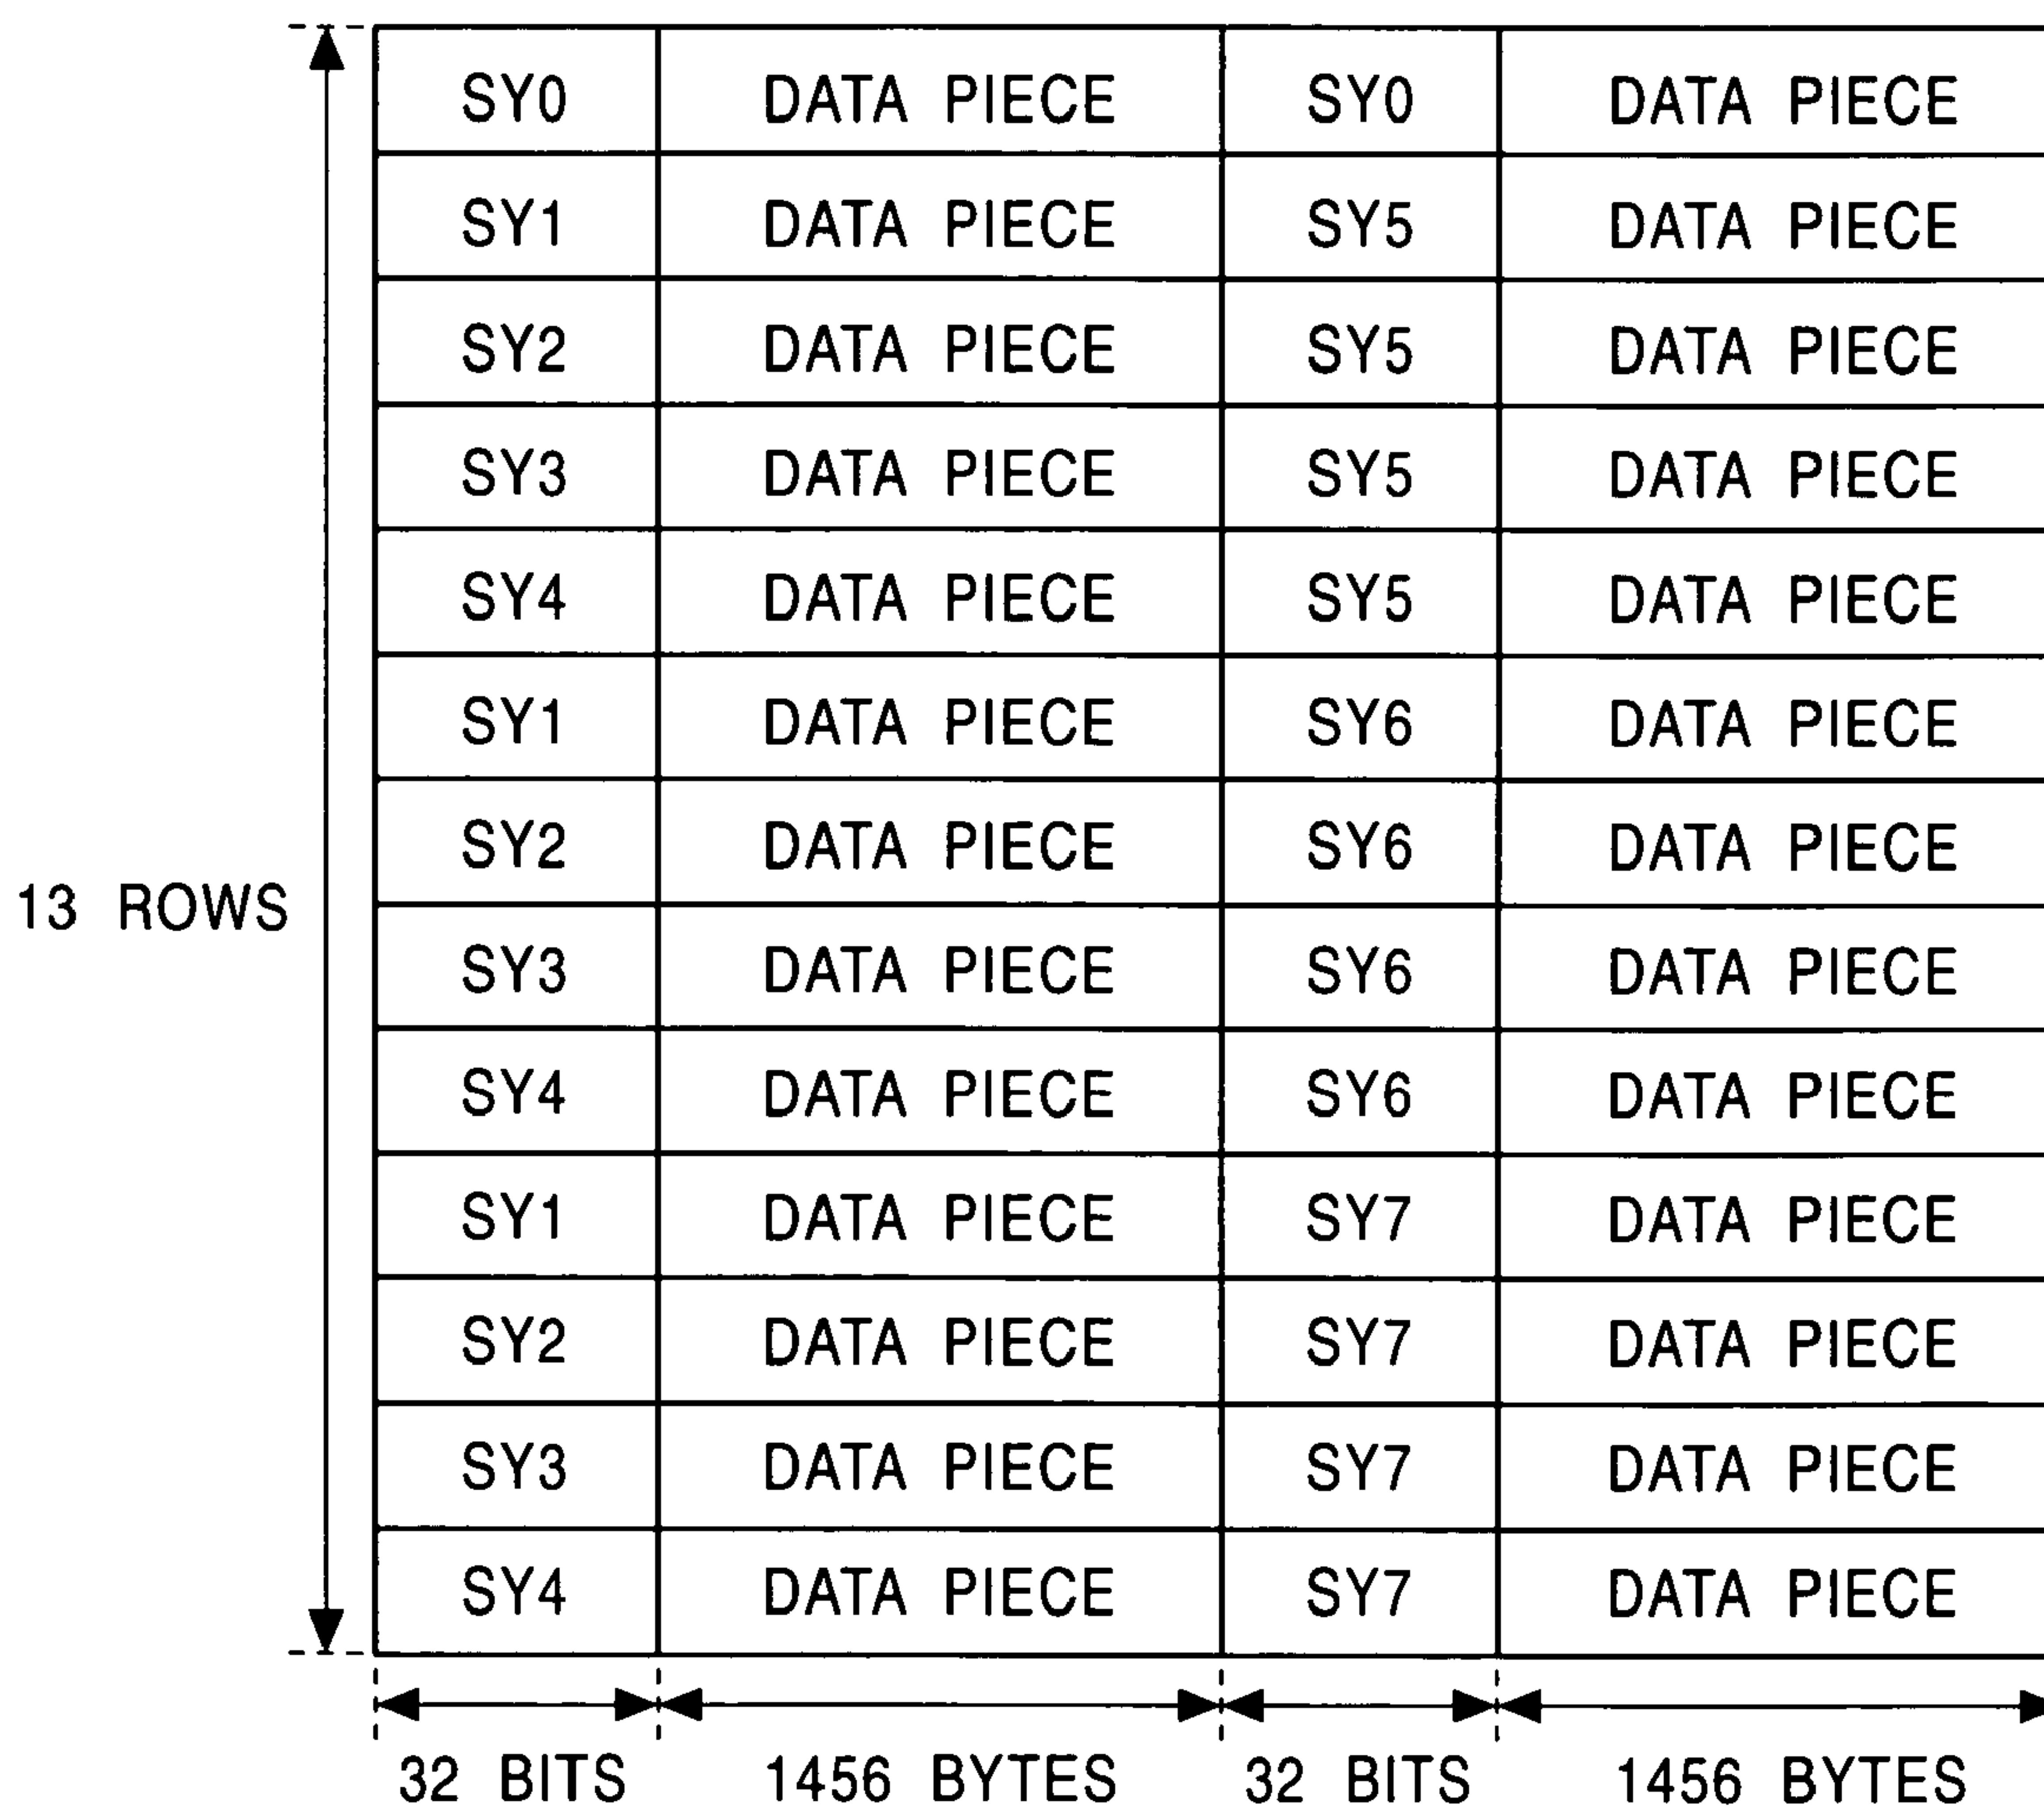 SY0 DATA PIECE SY0 DATA PIECE
SY1 DATA PIECE SY5 DATA PIECE
SY2 DATA PIECE SY5 DATA PIECE
SY3 DATA PIECE SY5 DATA PIECE
SY4 DATA PIECE SY5 DATA PIECE
SY1 DATA PIECE SY6 DATA PIECE
SY2 DATA PIECE SY6 DATA PIECE
13 ROWS
SY3 DATA PIECE SY6 DATA PIECE
SY4 DATA PIECE SY6 DATA PIECE
SY1 DATA PIECE SY7 DATA PIECE
SY2 DATA PIECE SY7 DATA PIECE
SY3 DATA PIECE SY7 DATA PIECE
SY4 DATA PIECE SY7 DATA PIECE
32 BITS 1456 BYTES 32 BITS 1456 BYTES